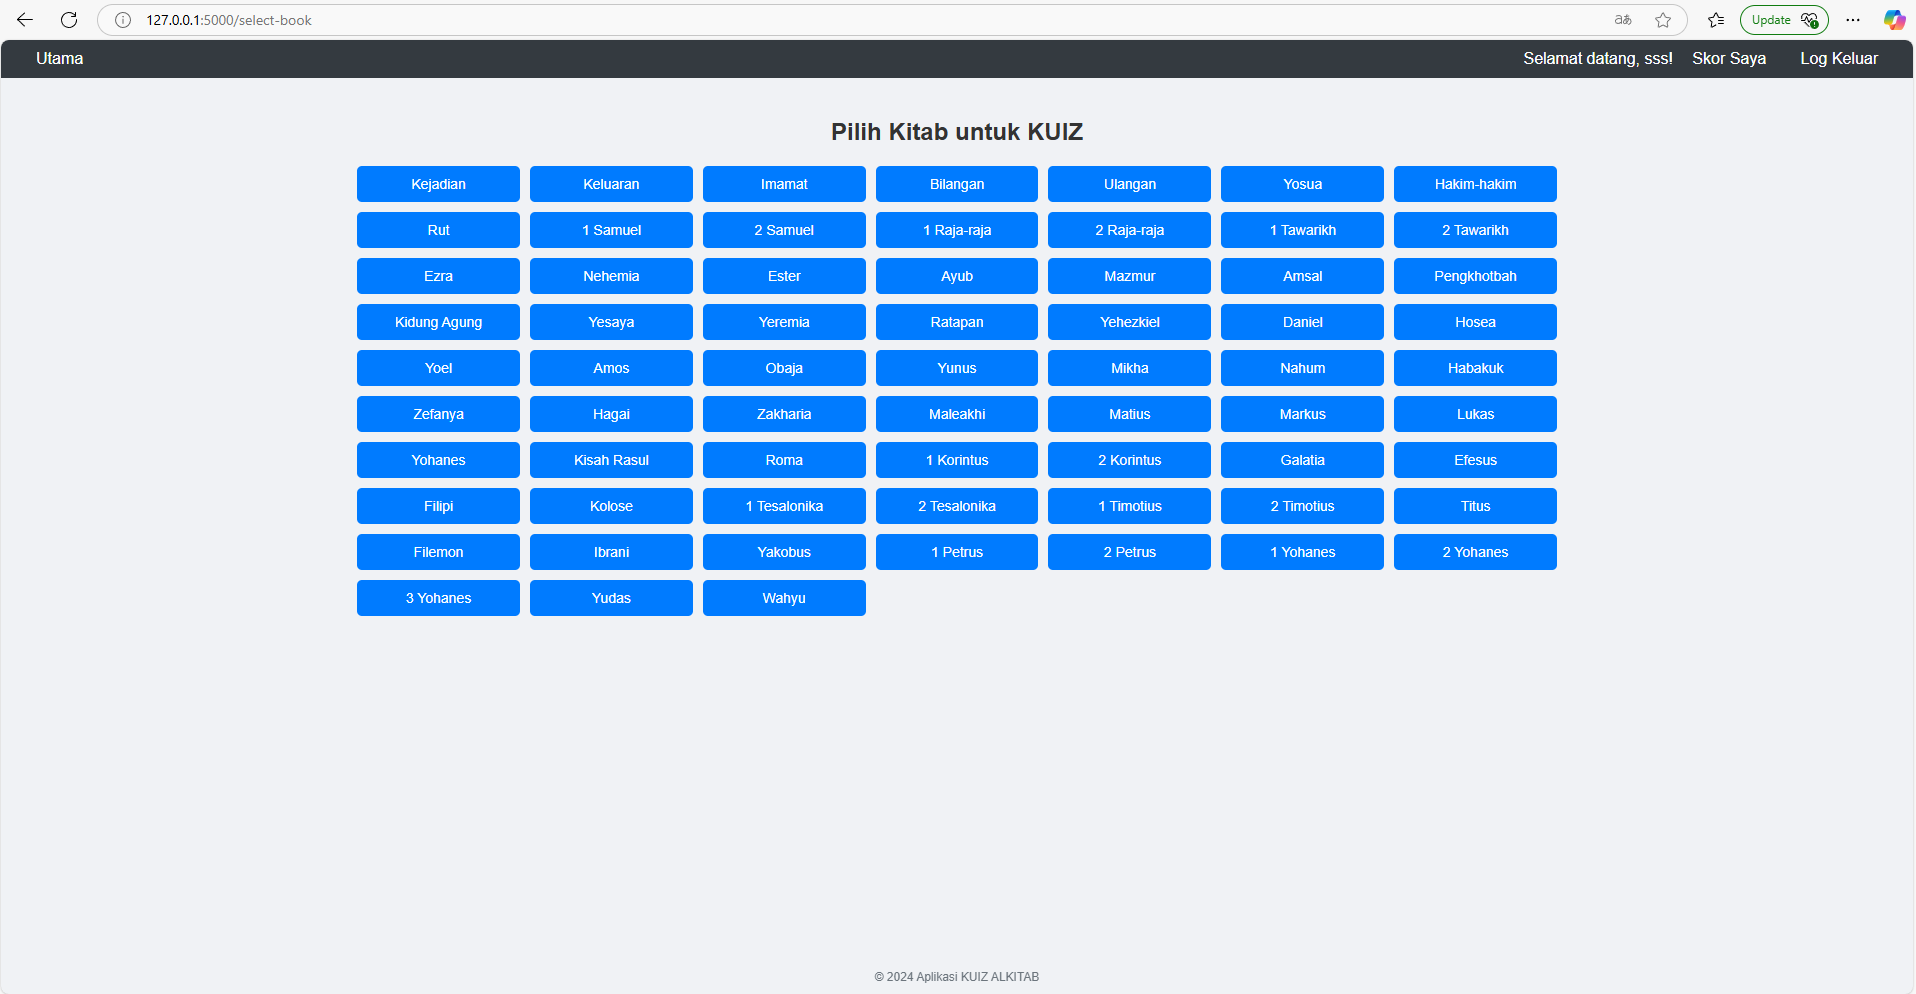 127.0.0.1:5000/select-book
aあ
Update
Utama
Selamat datang, sss! Skor Saya Log Keluar
Pilih Kitab untuk KUIZ
Kejadian Keluaran Imamat Bilangan Ulangan Yosua Hakim-hakim
Rut 1 Samuel 2 Samuel 1 Raja-raja 2 Raja-raja 1 Tawarikh 2 Tawarikh
Ezra Nehemia Ester Ayub Mazmur Amsal Pengkhotbah
Kidung Agung Yesaya Yeremia Ratapan Yehezkiel Daniel Hosea
Yoel Amos Obaja Yunus Mikha Nahum Habakuk
Zefanya Hagai Zakharia Maleakhi Matius Markus Lukas
Yohanes Kisah Rasul Roma 1 Korintus 2 Korintus Galatia Efesus
Filipi Kolose 1 Tesalonika 2 Tesalonika 1 Timotius 2 Timotius Titus
Filemon Ibrani Yakobus 1 Petrus 2 Petrus 1 Yohanes 2 Yohanes
3 Yohanes Yudas Wahyu
© 2024 Aplikasi KUIZ ALKITAB